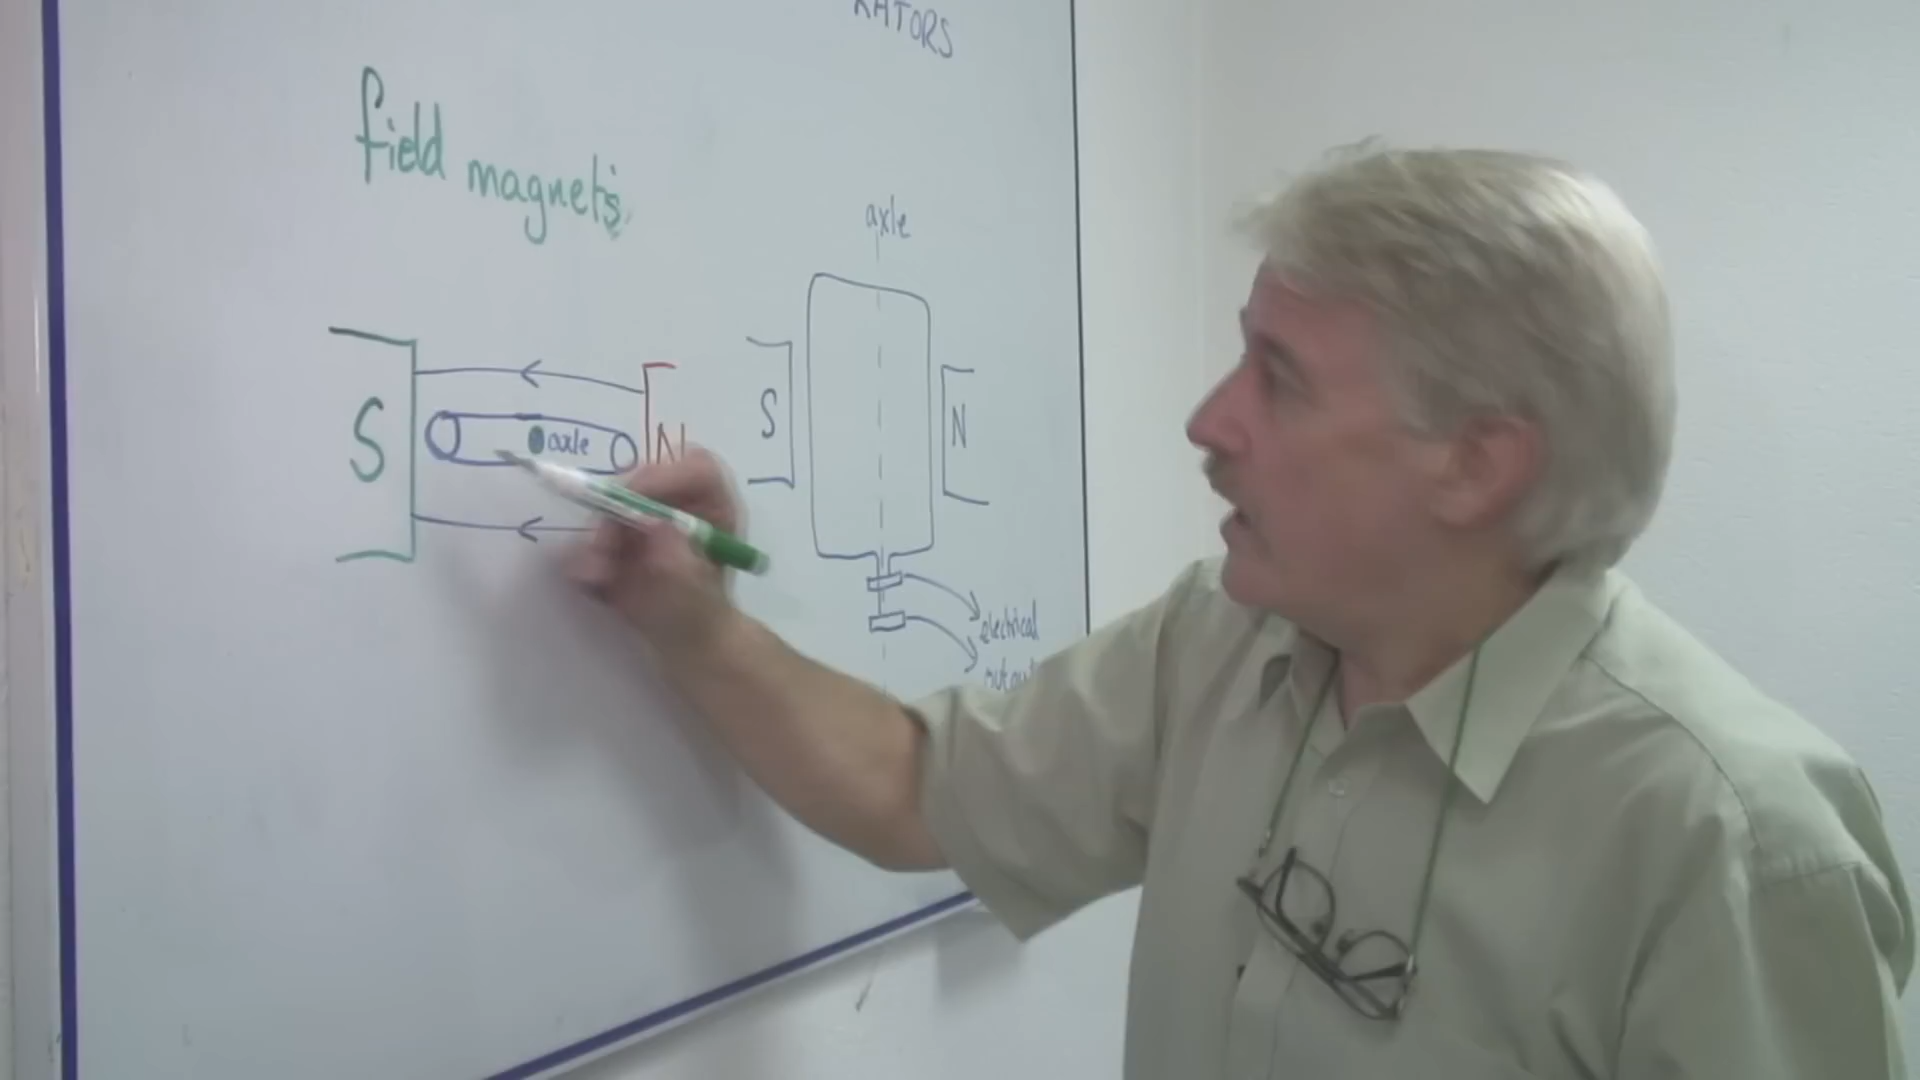 RATORS
field magnets
axle
S
axle
N
S
N
electrical